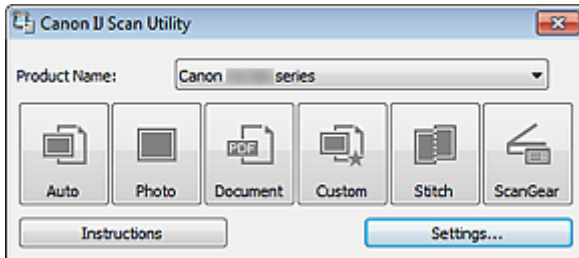 Canon IJ Scan Utility
Product Name: Canon series
PDF
Auto Photo Document Custom Stitch ScanGear
Instructions Settings...